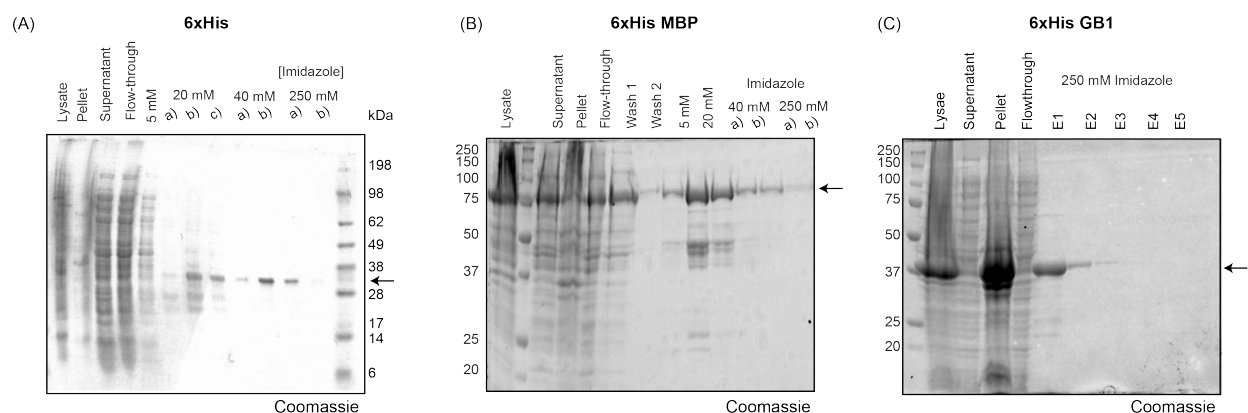 (A)
6xHis
Lysate
Pellet
Supernatant
Flow-through
5 mM
[Imidazole]
20 mM
a)
b)
c)
40 mM
a)
b)
250 mM
a)
b)
kDa
198
98
62
49
38
28
17
14
6
Coomassie
(B)
6xHis MBP
Lysate
Supernatant
Pellet
Flow-through
Wash 1
Wash 2
5 mM
20 mM
Imidazole
40 mM
a)
b)
250 mM
a)
b)
250
150
100
75
50
37
25
20
Coomassie
(C)
6xHis GB1
Lysae
Supernatant
Pellet
Flowthrough
250 mM Imidazole
E1
E2
E3
E4
E5
250
150
100
75
50
37
25
20
Coomassie